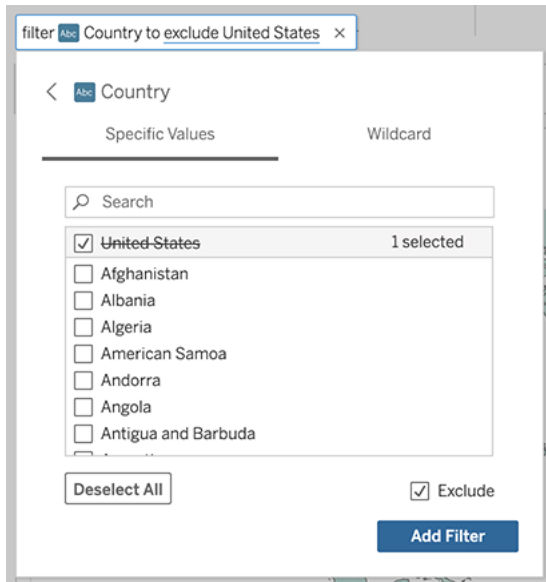 filter Abc Country to exclude United States ×
Abc Country
Specific Values Wildcard
Search
United States 1 selected
Afghanistan
Albania
Algeria
American Samoa
Andorra
Angola
Antigua and Barbuda
Deselect All Exclude
Add Filter